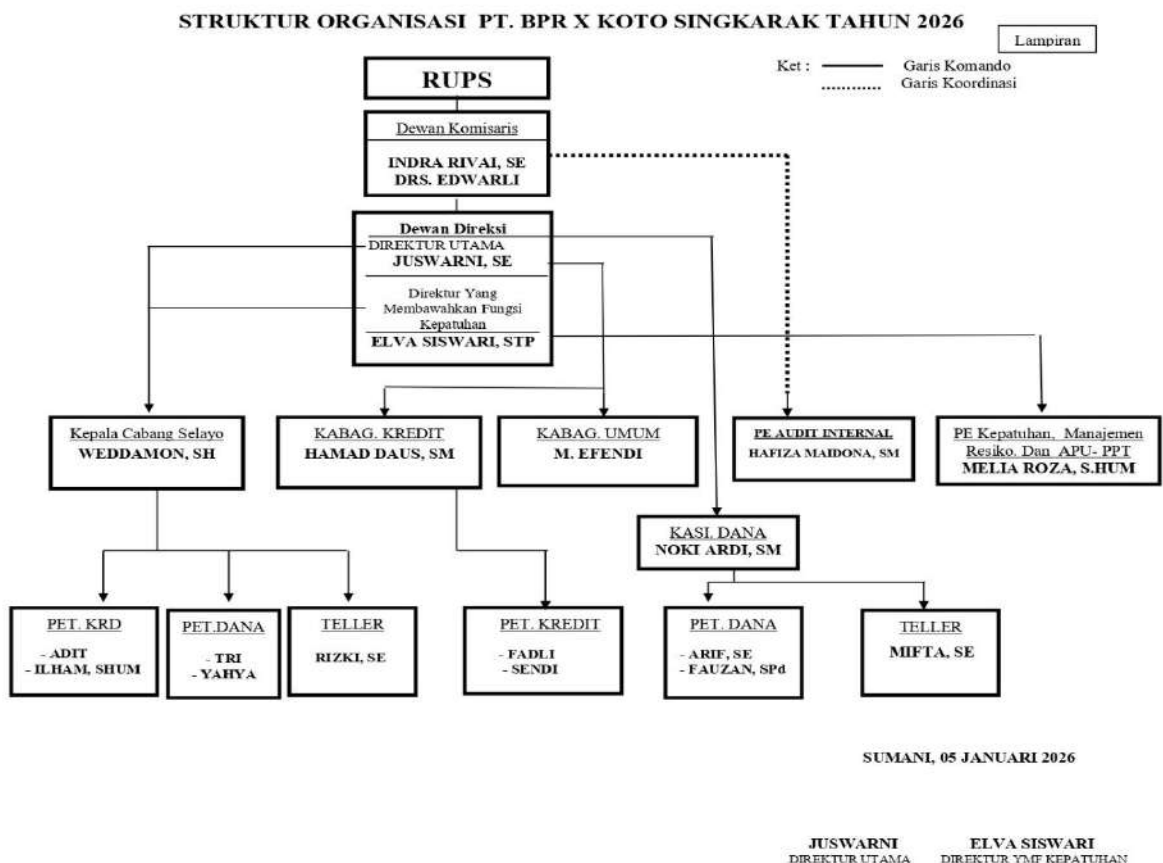 STRUKTUR ORGANISASI PT. BPR X KOTO SINGKARAK TAHUN 2026
Lampiran
Ket : Garis Komando
Garis Koordinasi
RUPS
Dewan Komisaris
INDRA RIVAI, SE
DRS. EDWARLI
Dewan Direksi
DIREKTUR UTAMA
JUSWARNI, SE
Direktur Yang
Membawahkan Fungsi
Kepatuhan
ELVA SISWARI, STP
Kepala Cabang Selayo
WEDDAMON, SH
KABAG. KREDIT
HAMAD DAUS, SM
KABAG. UMUM
M. EFENDI
PE AUDIT INTERNAL
HAFIZA MAIDONA, SM
PE Kepatuhan, Manajemen
Resiko. Dan APU- PPT
MELIA ROZA, S.HUM
KASI. DANA
NOKI ARDI, SM
PET. KRD
- ADIT
- ILHAM, SHUM
PET.DANA
- TRI
- YAHYA
TELLER
RIZKI, SE
PET. KREDIT
- FADLI
- SENDI
PET. DANA
- ARIF, SE
- FAUZAN, SPd
TELLER
MIFTA, SE
SUMANI, 05 JANUARI 2026
JUSWARNI
DIREKTUR UTAMA
ELVA SISWARI
DIREKTUR YMF KEPATUHAN